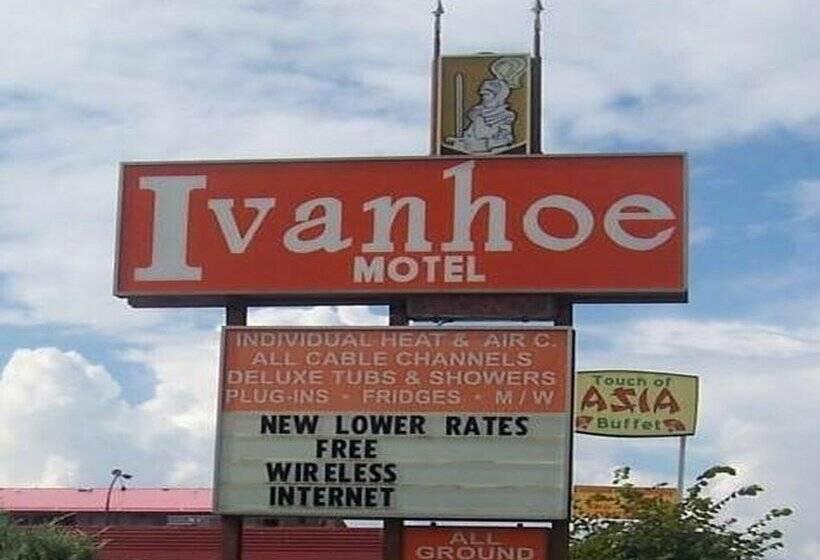 Ivanhoe
MOTEL
INDIVIDUAL HEAT & AIR C.
ALL CABLE CHANNELS
DELUXE TUBS & SHOWERS
PLUG-INS • FRIDGES • M/W
NEW LOWER RATES
FREE
WIRELESS
INTERNET
ALL
GROUND
Touch of
ASIA
Buffet